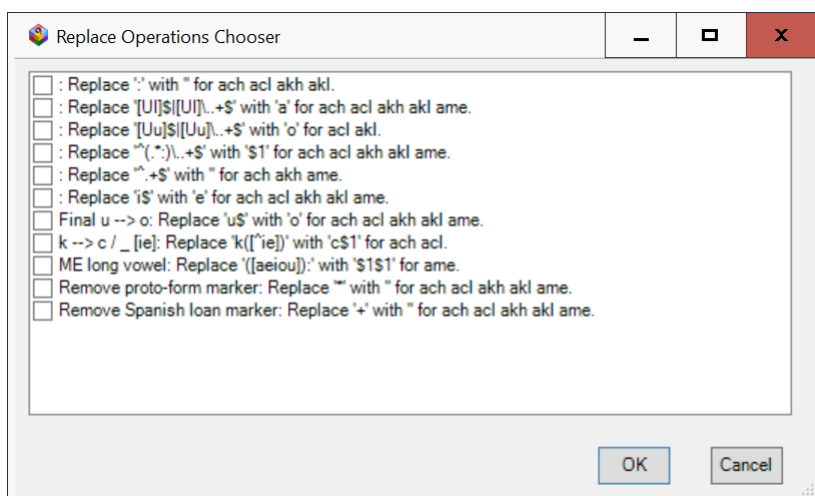 Replace Operations Chooser
: Replace ':' with '' for ach acl akh akl.
: Replace '[UI]$|[UI]\..+$' with 'a' for ach acl akh akl ame.
: Replace '[Uu]$|[Uu]\..+$' with 'o' for acl akl.
: Replace '^(.*:)\..+$' with '$1' for ach acl akh akl ame.
: Replace '^.+$' with '' for ach akh ame.
: Replace 'i$' with 'e' for ach acl akh akl ame.
Final u --> o: Replace 'u$' with 'o' for ach acl akh akl ame.
k --> c / _ [ie]: Replace 'k([^ie])' with 'c$1' for ach acl.
ME long vowel: Replace '([aeiou]):' with '$1$1' for ame.
Remove proto-form marker: Replace '*' with '' for ach acl akh akl ame.
Remove Spanish loan marker: Replace '+' with '' for ach acl akh akl ame.
OK
Cancel